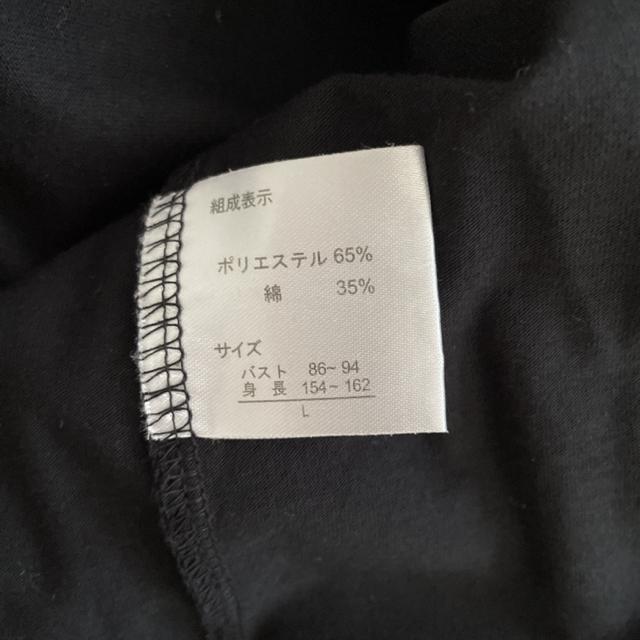 組成表示
ポリエステル 65%
綿 35%
サイズ
バスト 86~94
身長 154~162
L